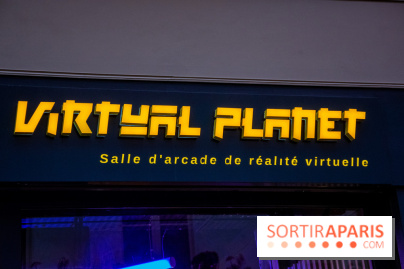 VIRTUAL PLANET
Salle d'arcade de réalité virtuelle
SORTIRAPARIS
.COM